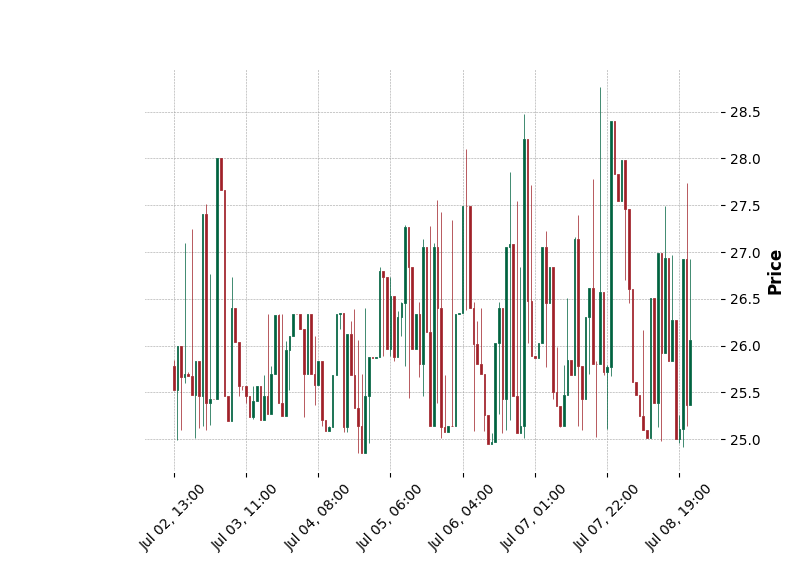 28.5
28.0
27.5
27.0
26.5
26.0
25.5
25.0
Price
Jul 02, 13:00
Jul 03, 11:00
Jul 04, 08:00
Jul 05, 06:00
Jul 06, 04:00
Jul 07, 01:00
Jul 07, 22:00
Jul 08, 19:00